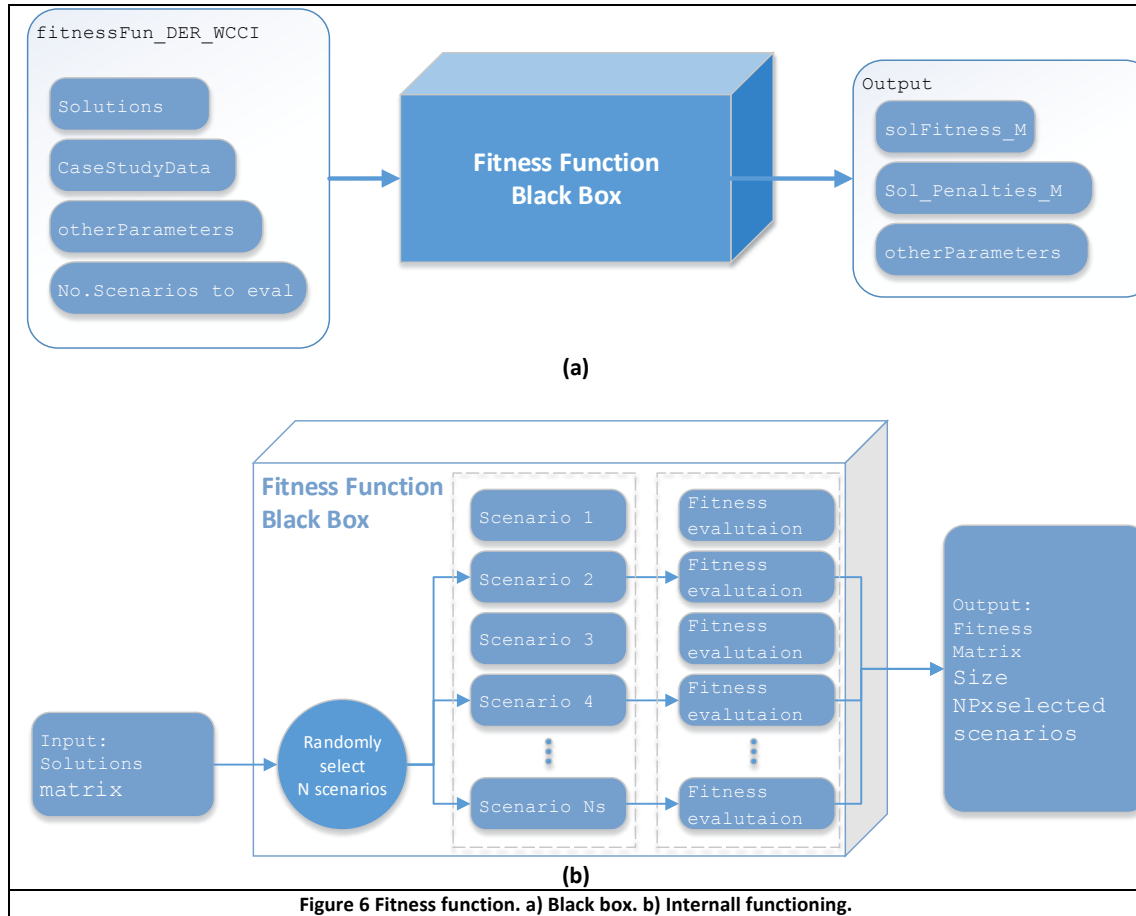 fitnessFun_DER_WCCI
Solutions
CaseStudyData
otherParameters
No.Scenarios to eval
Fitness Function
Black Box
Output
solFitness_M
Sol_Penalties_M
otherParameters
(a)
Fitness Function
Black Box
Input:
Solutions
matrix
Randomly
select
N scenarios
Scenario 1
Scenario 2
Scenario 3
Scenario 4
Scenario Ns
Fitness
evalutaion
Fitness
evalutaion
Fitness
evalutaion
Fitness
evalutaion
Fitness
evalutaion
Output:
Fitness
Matrix
Size
NPxselected
scenarios
(b)
Figure 6 Fitness function. a) Black box. b) Internall functioning.